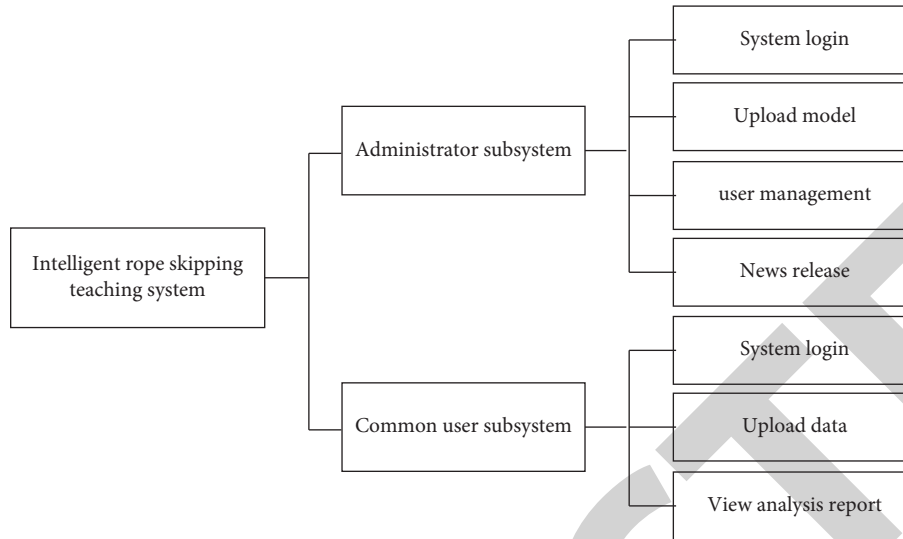 Intelligent rope skipping
teaching system
Administrator subsystem
System login
Upload model
user management
News release
Common user subsystem
System login
Upload data
View analysis report